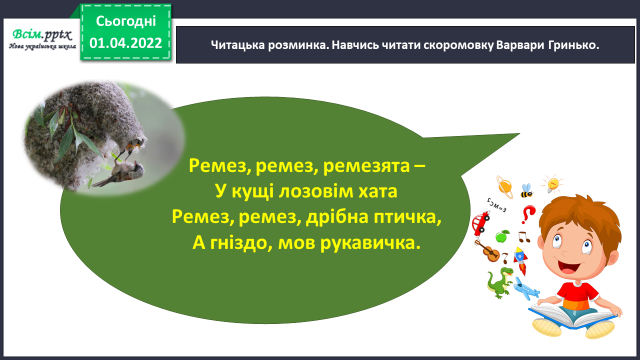 Всім.pptx
Нова українська школа
Сьогодні
01.04.2022
Читацька розминка. Навчись читати скоромовку Варвари Гринько.
Ремез, ремез, ремезята –
У кущі лозовім хата
Ремез, ремез, дрібна птичка,
А гніздо, мов рукавичка.